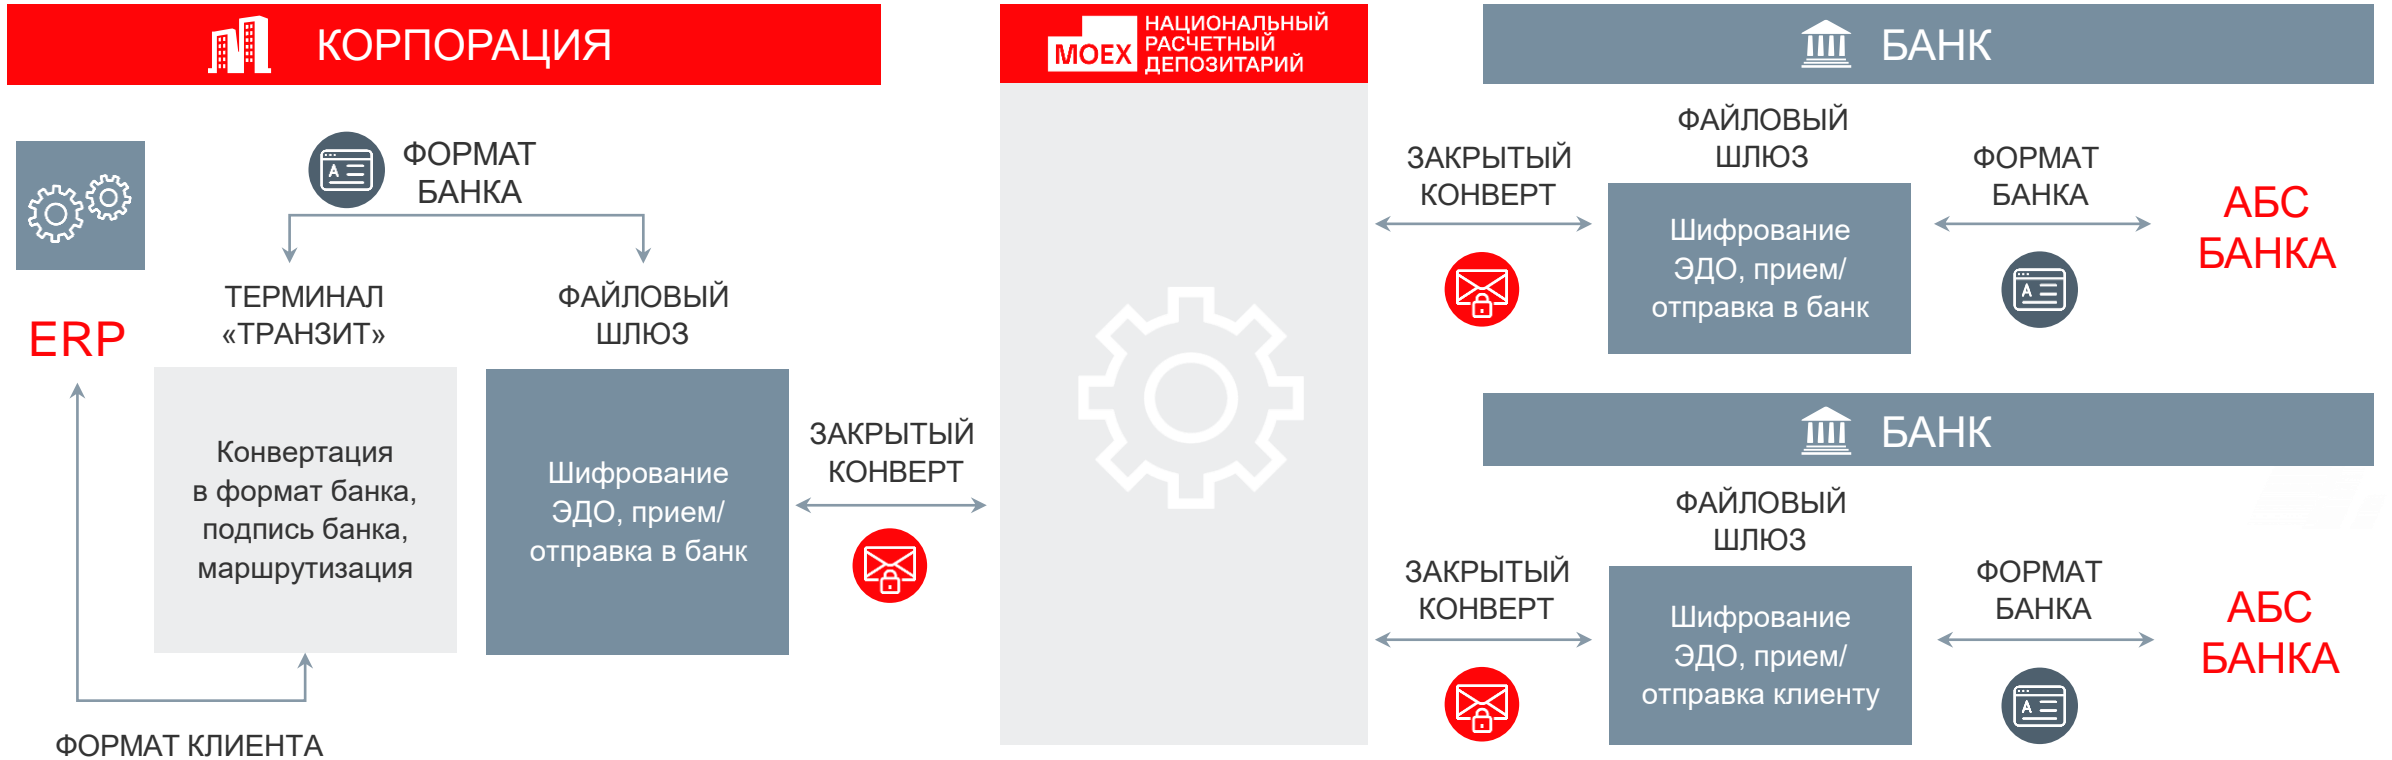 КОРПОРАЦИЯ
ФОРМАТ
БАНКА
A
ERP
ТЕРМИНАЛ
«ТРАНЗИТ»
ФАЙЛОВЫЙ
ШЛЮЗ
Конвертация
в формат банка,
подпись банка,
маршрутизация
Шифрование
ЭДО, прием/
отправка в банк
ФОРМАТ КЛИЕНТА
ЗАКРЫТЫЙ
КОНВЕРТ
MOEX
НАЦИОНАЛЬНЫЙ
РАСЧЕТНЫЙ
ДЕПОЗИТАРИЙ
БАНК
ЗАКРЫТЫЙ
КОНВЕРТ
ФАЙЛОВЫЙ
ШЛЮЗ
Шифрование
ЭДО, прием/
отправка в банк
ФОРМАТ
БАНКА
A
АБС
БАНКА
БАНК
ЗАКРЫТЫЙ
КОНВЕРТ
ФАЙЛОВЫЙ
ШЛЮЗ
Шифрование
ЭДО, прием/
отправка клиенту
ФОРМАТ
БАНКА
A
АБС
БАНКА